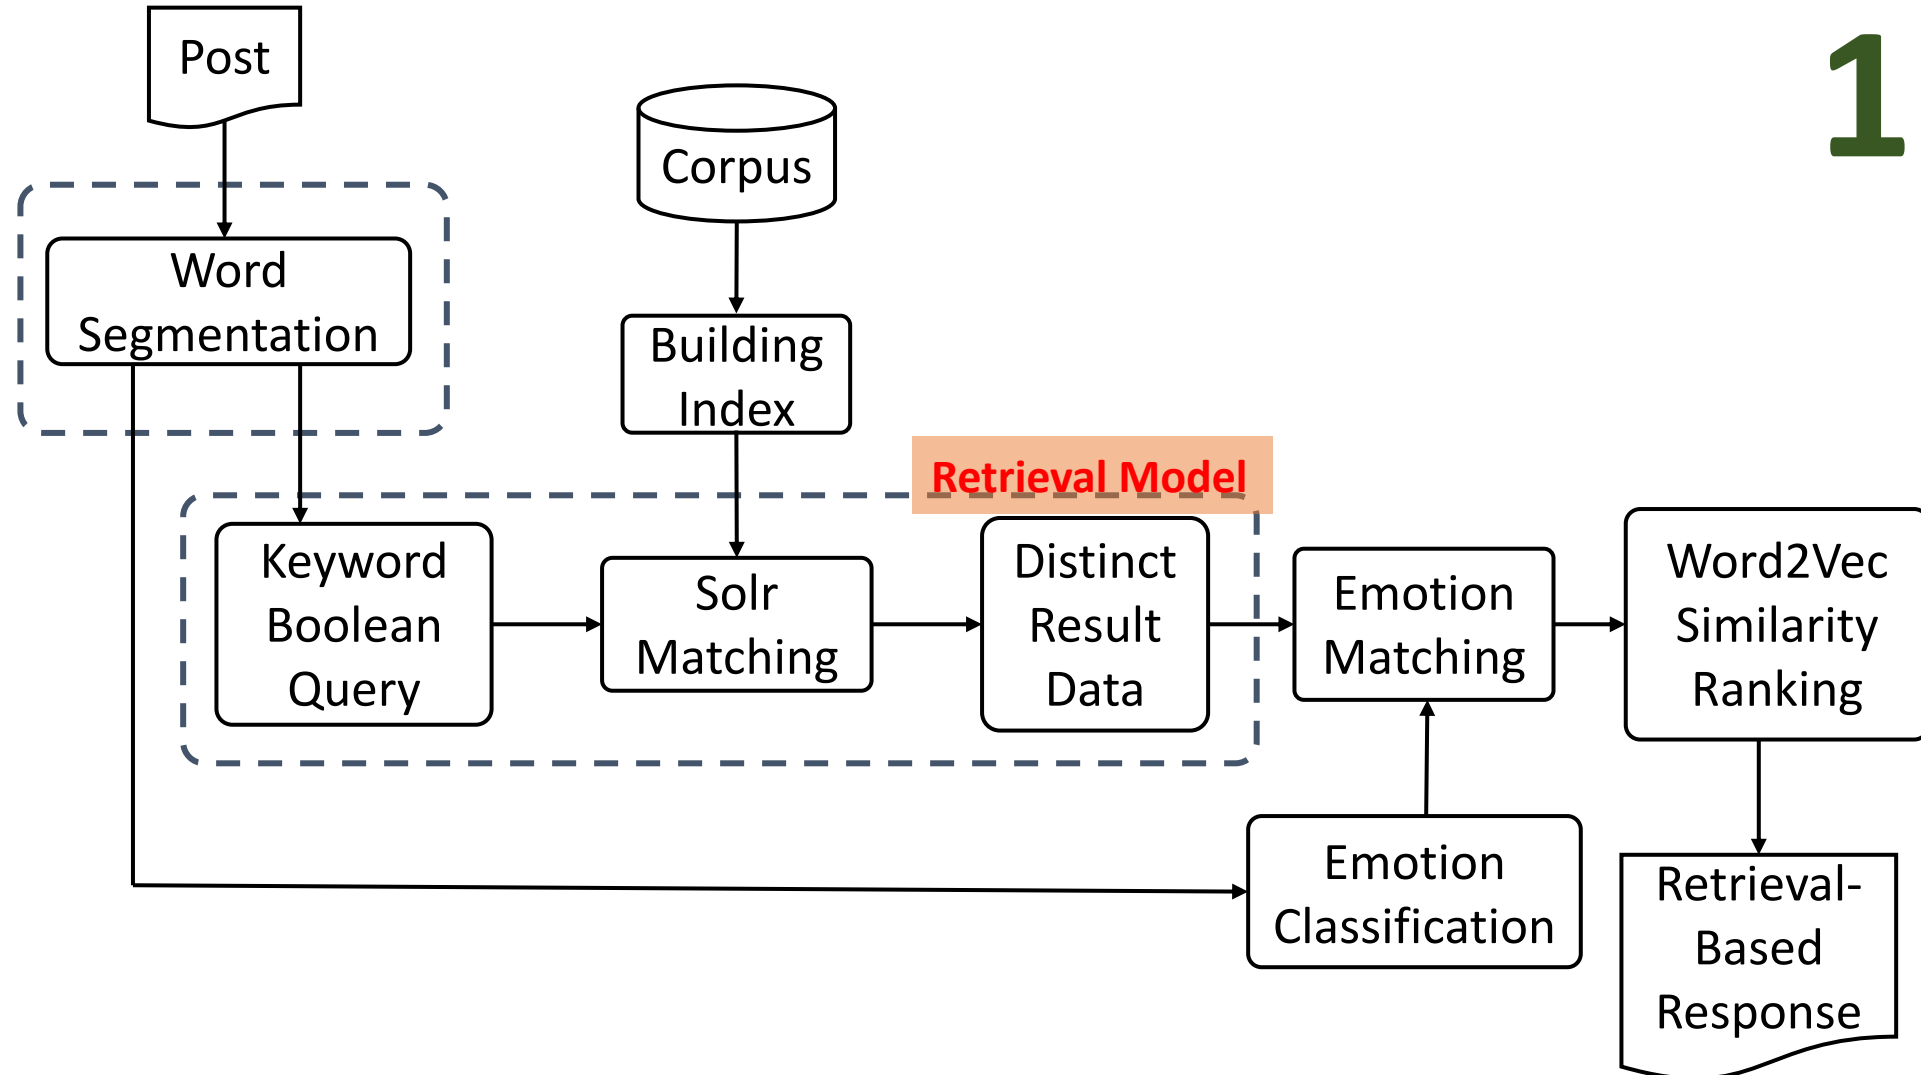 Post
1
Corpus
Word
Segmentation
Building
Index
Retrieval Model
Keyword
Boolean
Query
Solr
Matching
Distinct
Result
Data
Emotion
Matching
Word2Vec
Similarity
Ranking
Emotion
Classification
Retrieval-
Based
Response